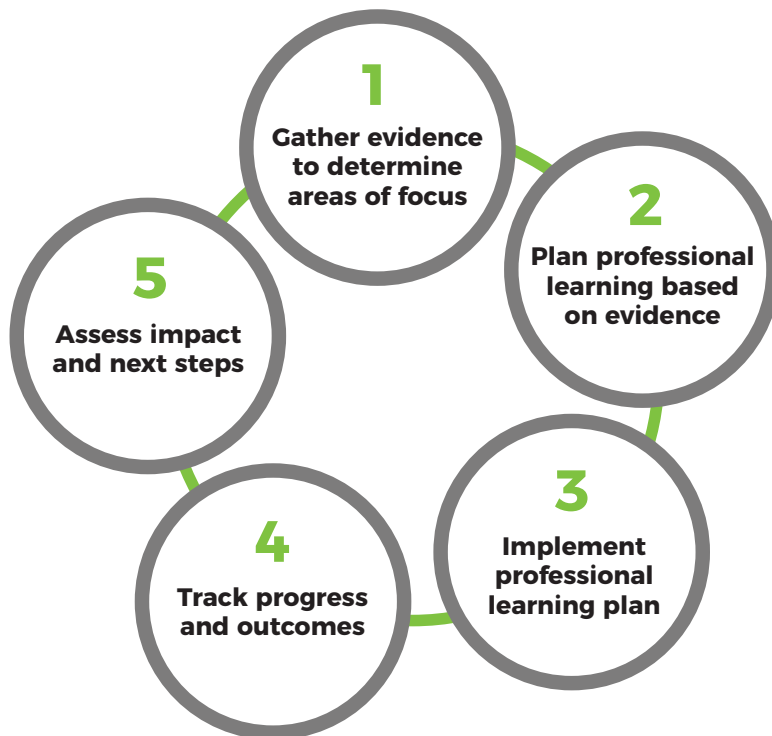 1
Gather evidence
to determine
areas of focus
2
Plan professional
learning based
on evidence
3
Implement
professional
learning plan
4
Track progress
and outcomes
5
Assess impact
and next steps